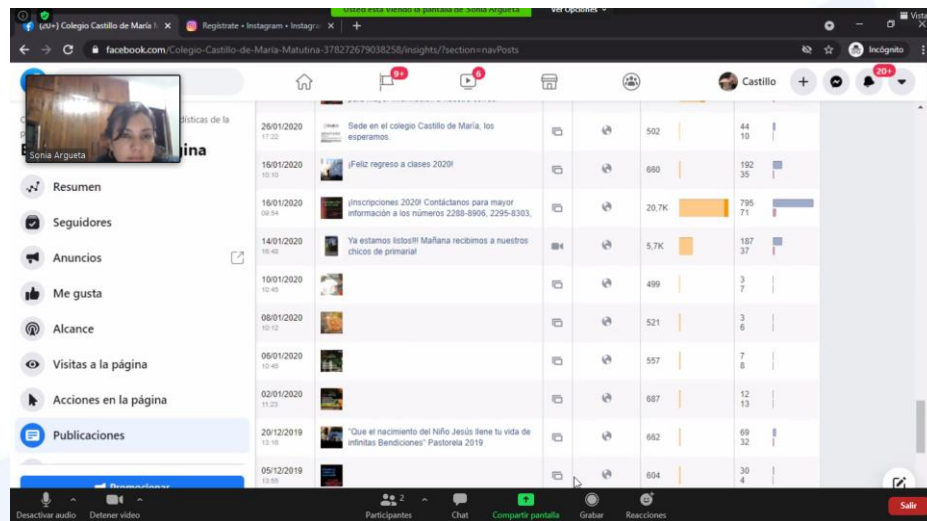 Usted está viendo la pantalla de Sonia Argueta
Ver Opciones
Vista
(20+) Colegio Castillo de María
Regístrate • Instagram • Instagr
facebook.com/Colegio-Castillo-de-Maria-Matutina-378272679038258/insights/?section=navPosts
Incógnito
9+
6
Castillo
20+
dísticas de la
ina
Sonia Argueta
Resumen
Seguidores
Anuncios
Me gusta
Alcance
Visitas a la página
Acciones en la página
Publicaciones
Promocionar
26/01/2020
17:22
Sede en el colegio Castillo de María, los
esperamos.
502
44
10
16/01/2020
10:10
¡Feliz regreso a clases 2020!
660
192
35
16/01/2020
09:54
¡Inscripciones 2020! Contáctanos para mayor
información a los números 2288-8906, 2295-8303,
20,7K
795
71
14/01/2020
16:48
Ya estamos listos!!! Mañana recibimos a nuestros
chicos de primaria!
5,7K
187
37
10/01/2020
10:45
499
3
7
08/01/2020
10:12
521
3
6
06/01/2020
10:45
557
7
8
02/01/2020
11:23
687
12
13
20/12/2019
13:18
"Que el nacimiento del Niño Jesús llene tu vida de
infinitas Bendiciones" Pastorela 2019
662
69
32
05/12/2019
13:55
604
30
4
Desactivar audio
Detener video
2
Participantes
Chat
Compartir pantalla
Grabar
Reacciones
Salir